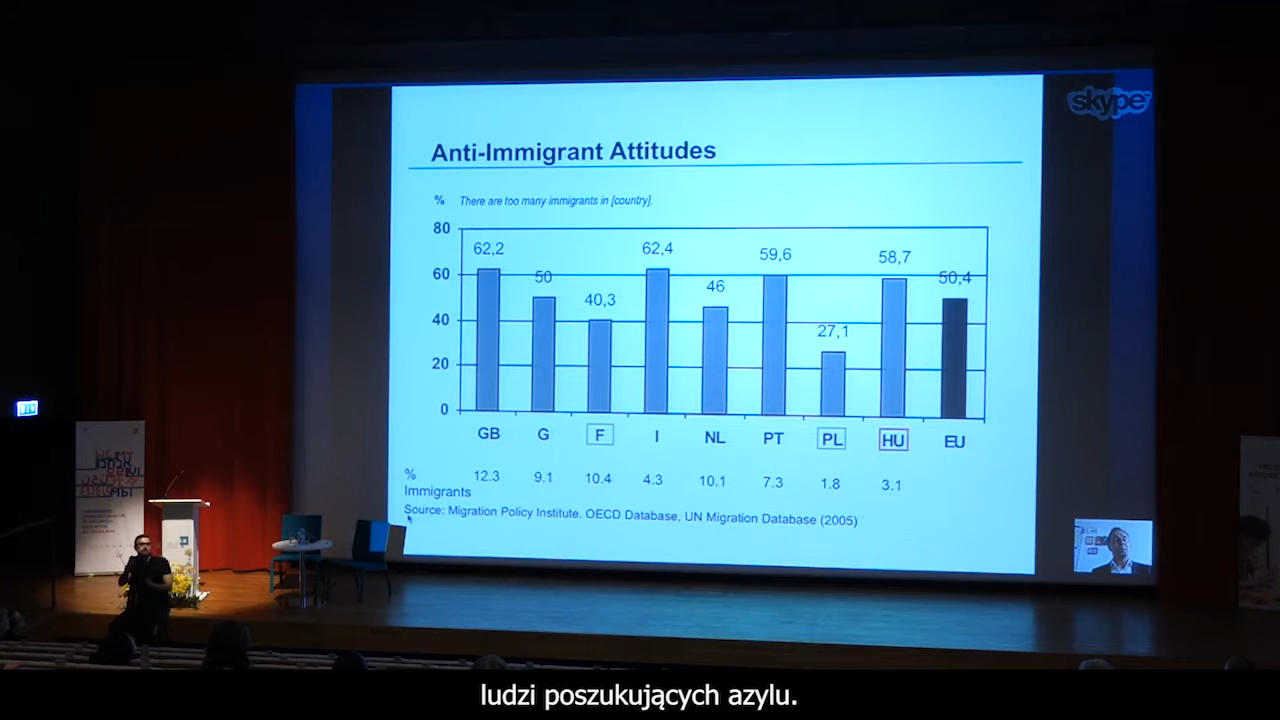 skype
Anti-Immigrant Attitudes
% There are too many immigrants in [country].
80
60
40
20
0
62,2 50 40,3 62,4 46 59,6 27,1 58,7 50,4
GB G F I NL PT PL HU EU
% Immigrants
12.3 9.1 10.4 4.3 10.1 7.3 1.8 3.1
Source: Migration Policy Institute. OECD Database, UN Migration Database (2005)
ludzi poszukujących azylu.